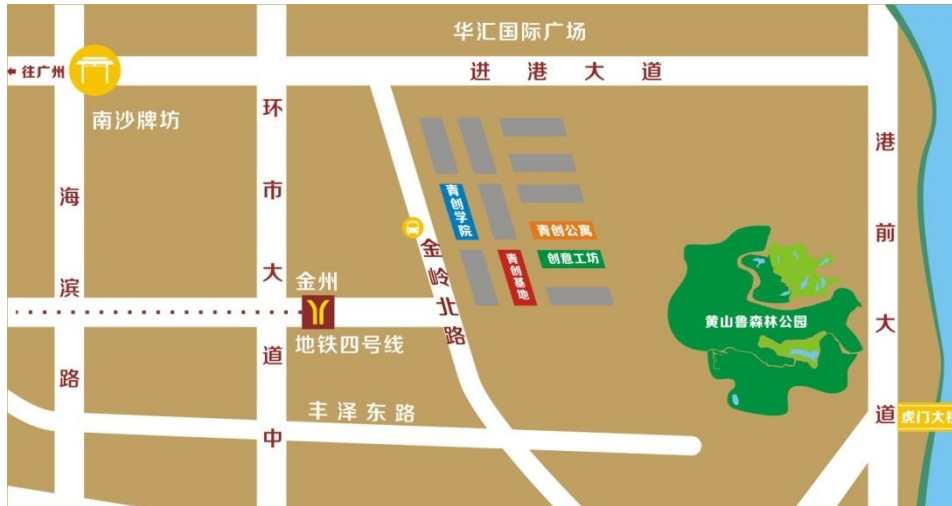 华汇国际广场
往广州
进港大道
南沙牌坊
环市大道中
港前大道
海滨路
青创学院
青创公寓
金岭北路
创意工坊
青创基地
金州
黄山鲁森林公园
地铁四号线
丰泽东路
虎门大